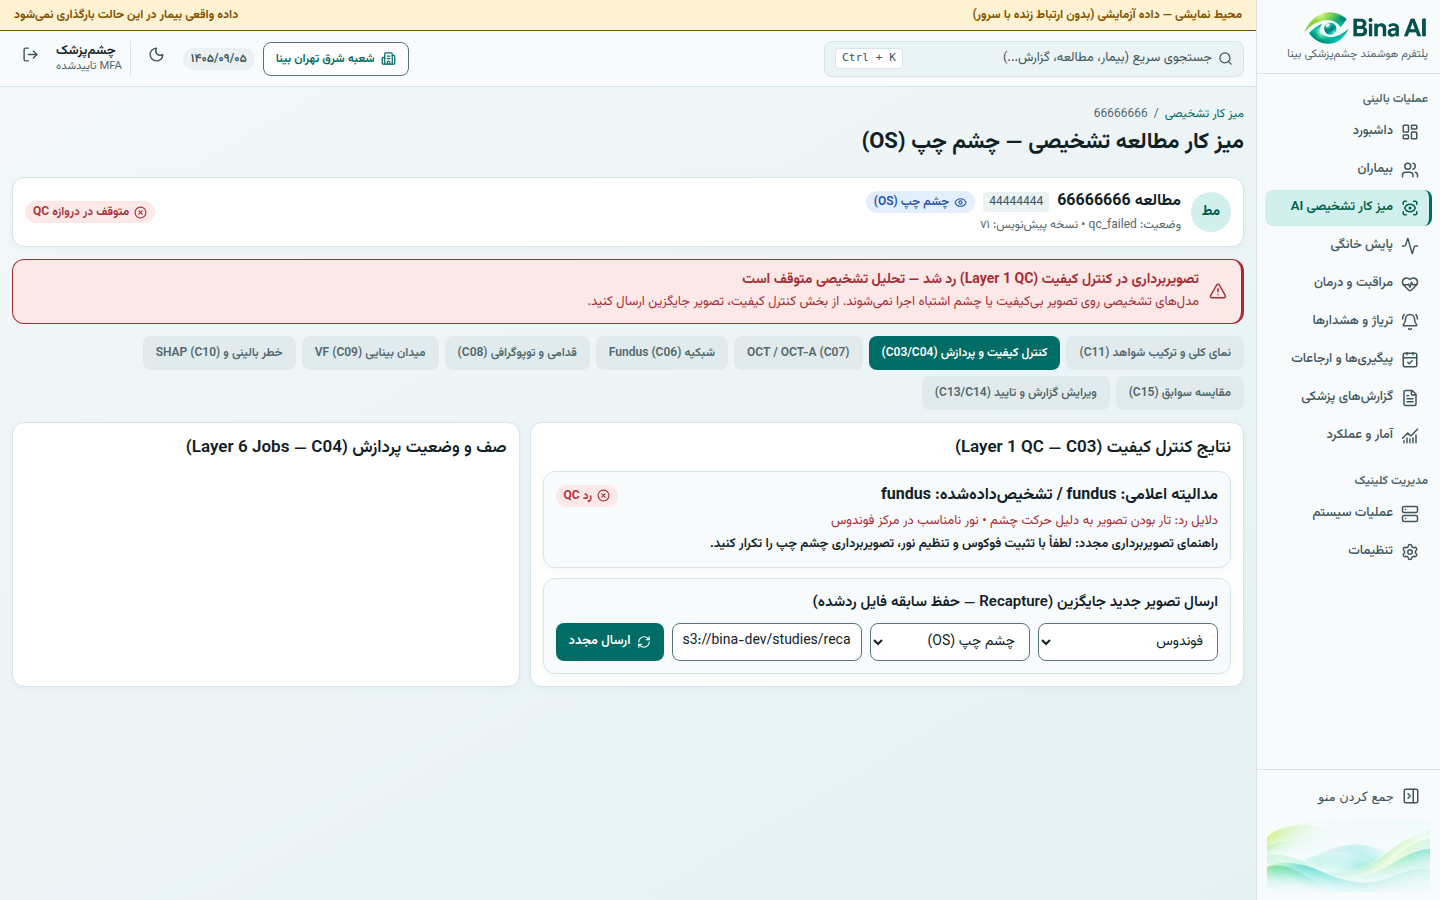 محیط نمایشی — داده آزمایشی (بدون ارتباط زنده با سرور)
داده واقعی بیمار در این حالت بارگذاری نمی‌شود
Bina AI
پلتفرم هوشمند چشم‌پزشکی بینا
جستجوی سریع (بیمار، مطالعه، گزارش...)
Ctrl + K
شعبه شرق تهران بینا
۱۴۰۵/۰۹/۰۵
چشم‌پزشک
MFA تاییدشده
عملیات بالینی
داشبورد
بیماران
میز کار تشخیصی AI
پایش خانگی
مراقبت و درمان
تریاژ و هشدارها
پیگیری‌ها و ارجاعات
گزارش‌های پزشکی
آمار و عملکرد
مدیریت کلینیک
عملیات سیستم
تنظیمات
جمع کردن منو
میز کار تشخیصی / 66666666
میز کار مطالعه تشخیصی — چشم چپ (OS)
مط
مطالعه 66666666
44444444
چشم چپ (OS)
وضعیت: qc_failed • نسخه پیش‌نویس: ۷۱
متوقف در دروازه QC
تصویربرداری در کنترل کیفیت (Layer 1 QC) رد شد — تحلیل تشخیصی متوقف است
مدل‌های تشخیصی روی تصویر بی‌کیفیت یا چشم اشتباه اجرا نمی‌شوند. از بخش کنترل کیفیت، تصویر جایگزین ارسال کنید.
نمای کلی و ترکیب شواهد (C11)
کنترل کیفیت و پردازش (C03/C04)
OCT / OCT-A (C07)
شبکیه Fundus (C06)
قدامی و توپوگرافی (C08)
میدان بینایی VF (C09)
خطر بالینی و SHAP (C10)
مقایسه سوابق (C15)
ویرایش گزارش و تایید (C13/C14)
نتایج کنترل کیفیت (Layer 1 QC — C03)
مدالیته اعلامی: fundus / تشخیص‌داده‌شده: fundus
رد QC
دلایل رد: تار بودن تصویر به دلیل حرکت چشم • نور نامناسب در مرکز فوندوس
راهنمای تصویربرداری مجدد: لطفاً با تثبیت فوکوس و تنظیم نور، تصویربرداری چشم چپ را تکرار کنید.
ارسال تصویر جدید جایگزین (Recapture — حفظ سابقه فایل ردشده)
فوندوس
چشم چپ (OS)
s3://bina-dev/studies/reca
ارسال مجدد
صف و وضعیت پردازش (Layer 6 Jobs — C04)